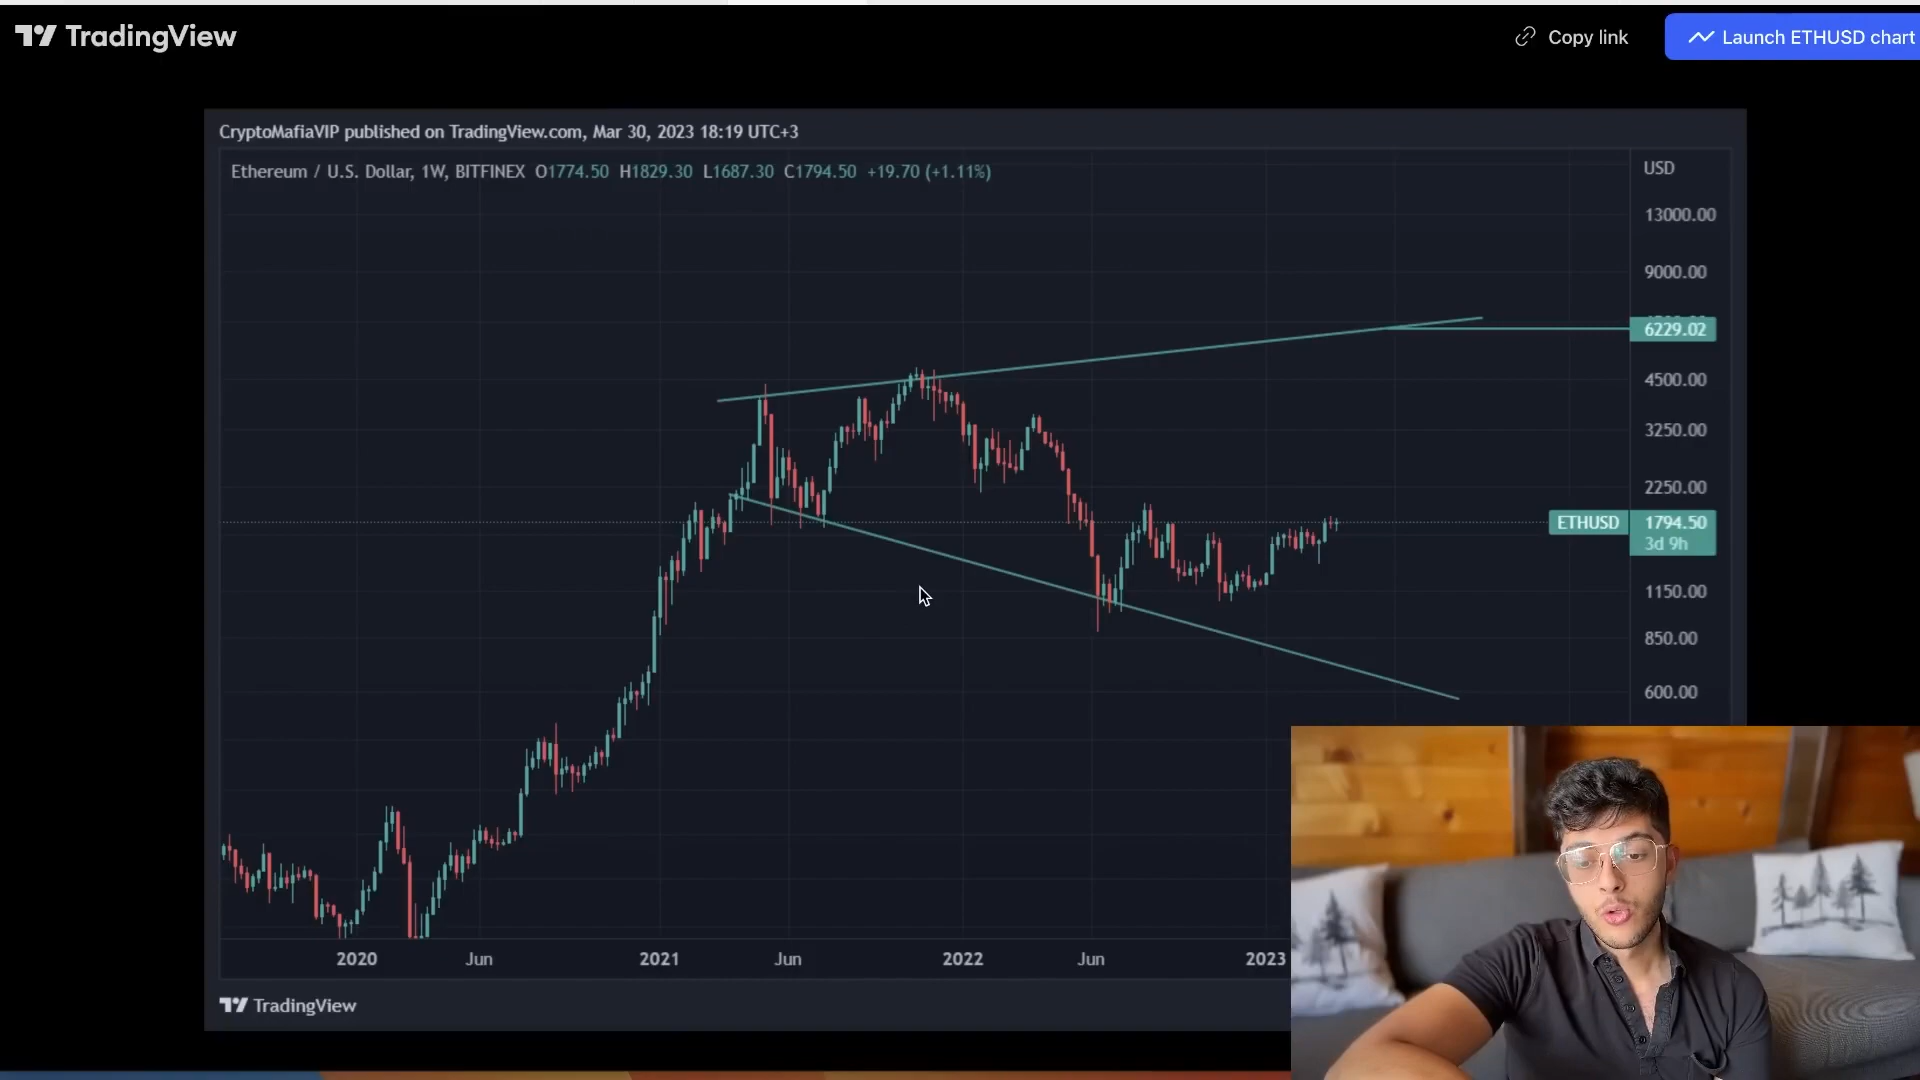 TradingView
Copy link
Launch ETHUSD chart
CryptoMafiaVIP published on TradingView.com, Mar 30, 2023 18:19 UTC+3
Ethereum / U.S. Dollar, 1W, BITFINEX O1774.50 H1829.30 L1687.30 C1794.50 +19.70 (+1.11%)
USD
13000.00
9000.00
6229.02
4500.00
3250.00
2250.00
ETHUSD 1794.50
3d 9h
1150.00
850.00
600.00
2020 Jun 2021 Jun 2022 Jun 2023
TradingView